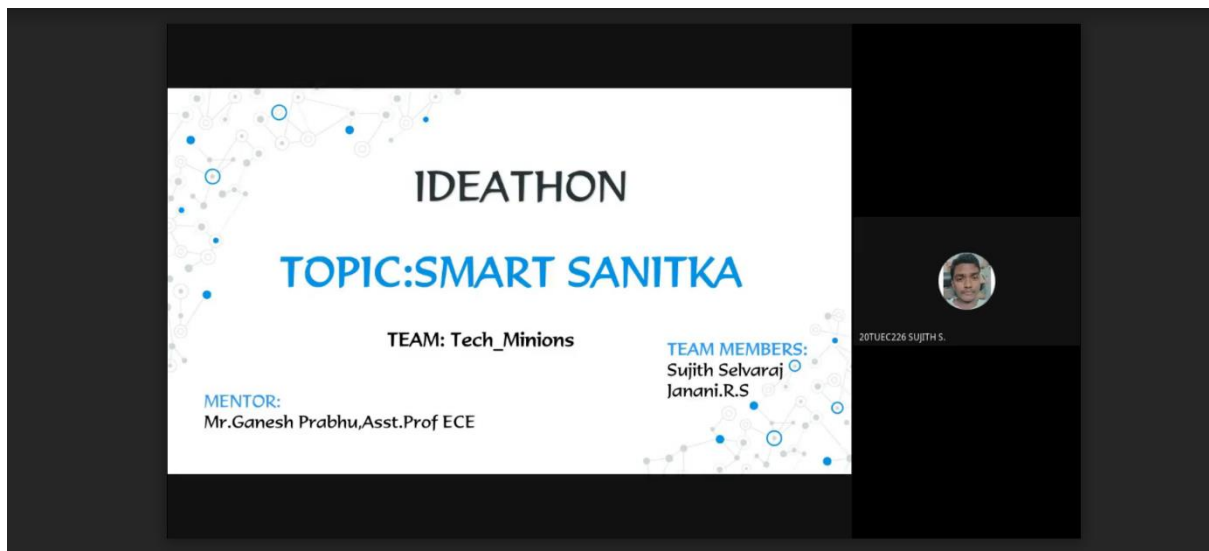 IDEATHON
TOPIC:SMART SANITKA
TEAM: Tech_Minions
TEAM MEMBERS:
Sujith Selvaraj
Janani.R.S
MENTOR:
Mr.Ganesh Prabhu,Asst.Prof ECE
20TUEC226 SUJITH S.